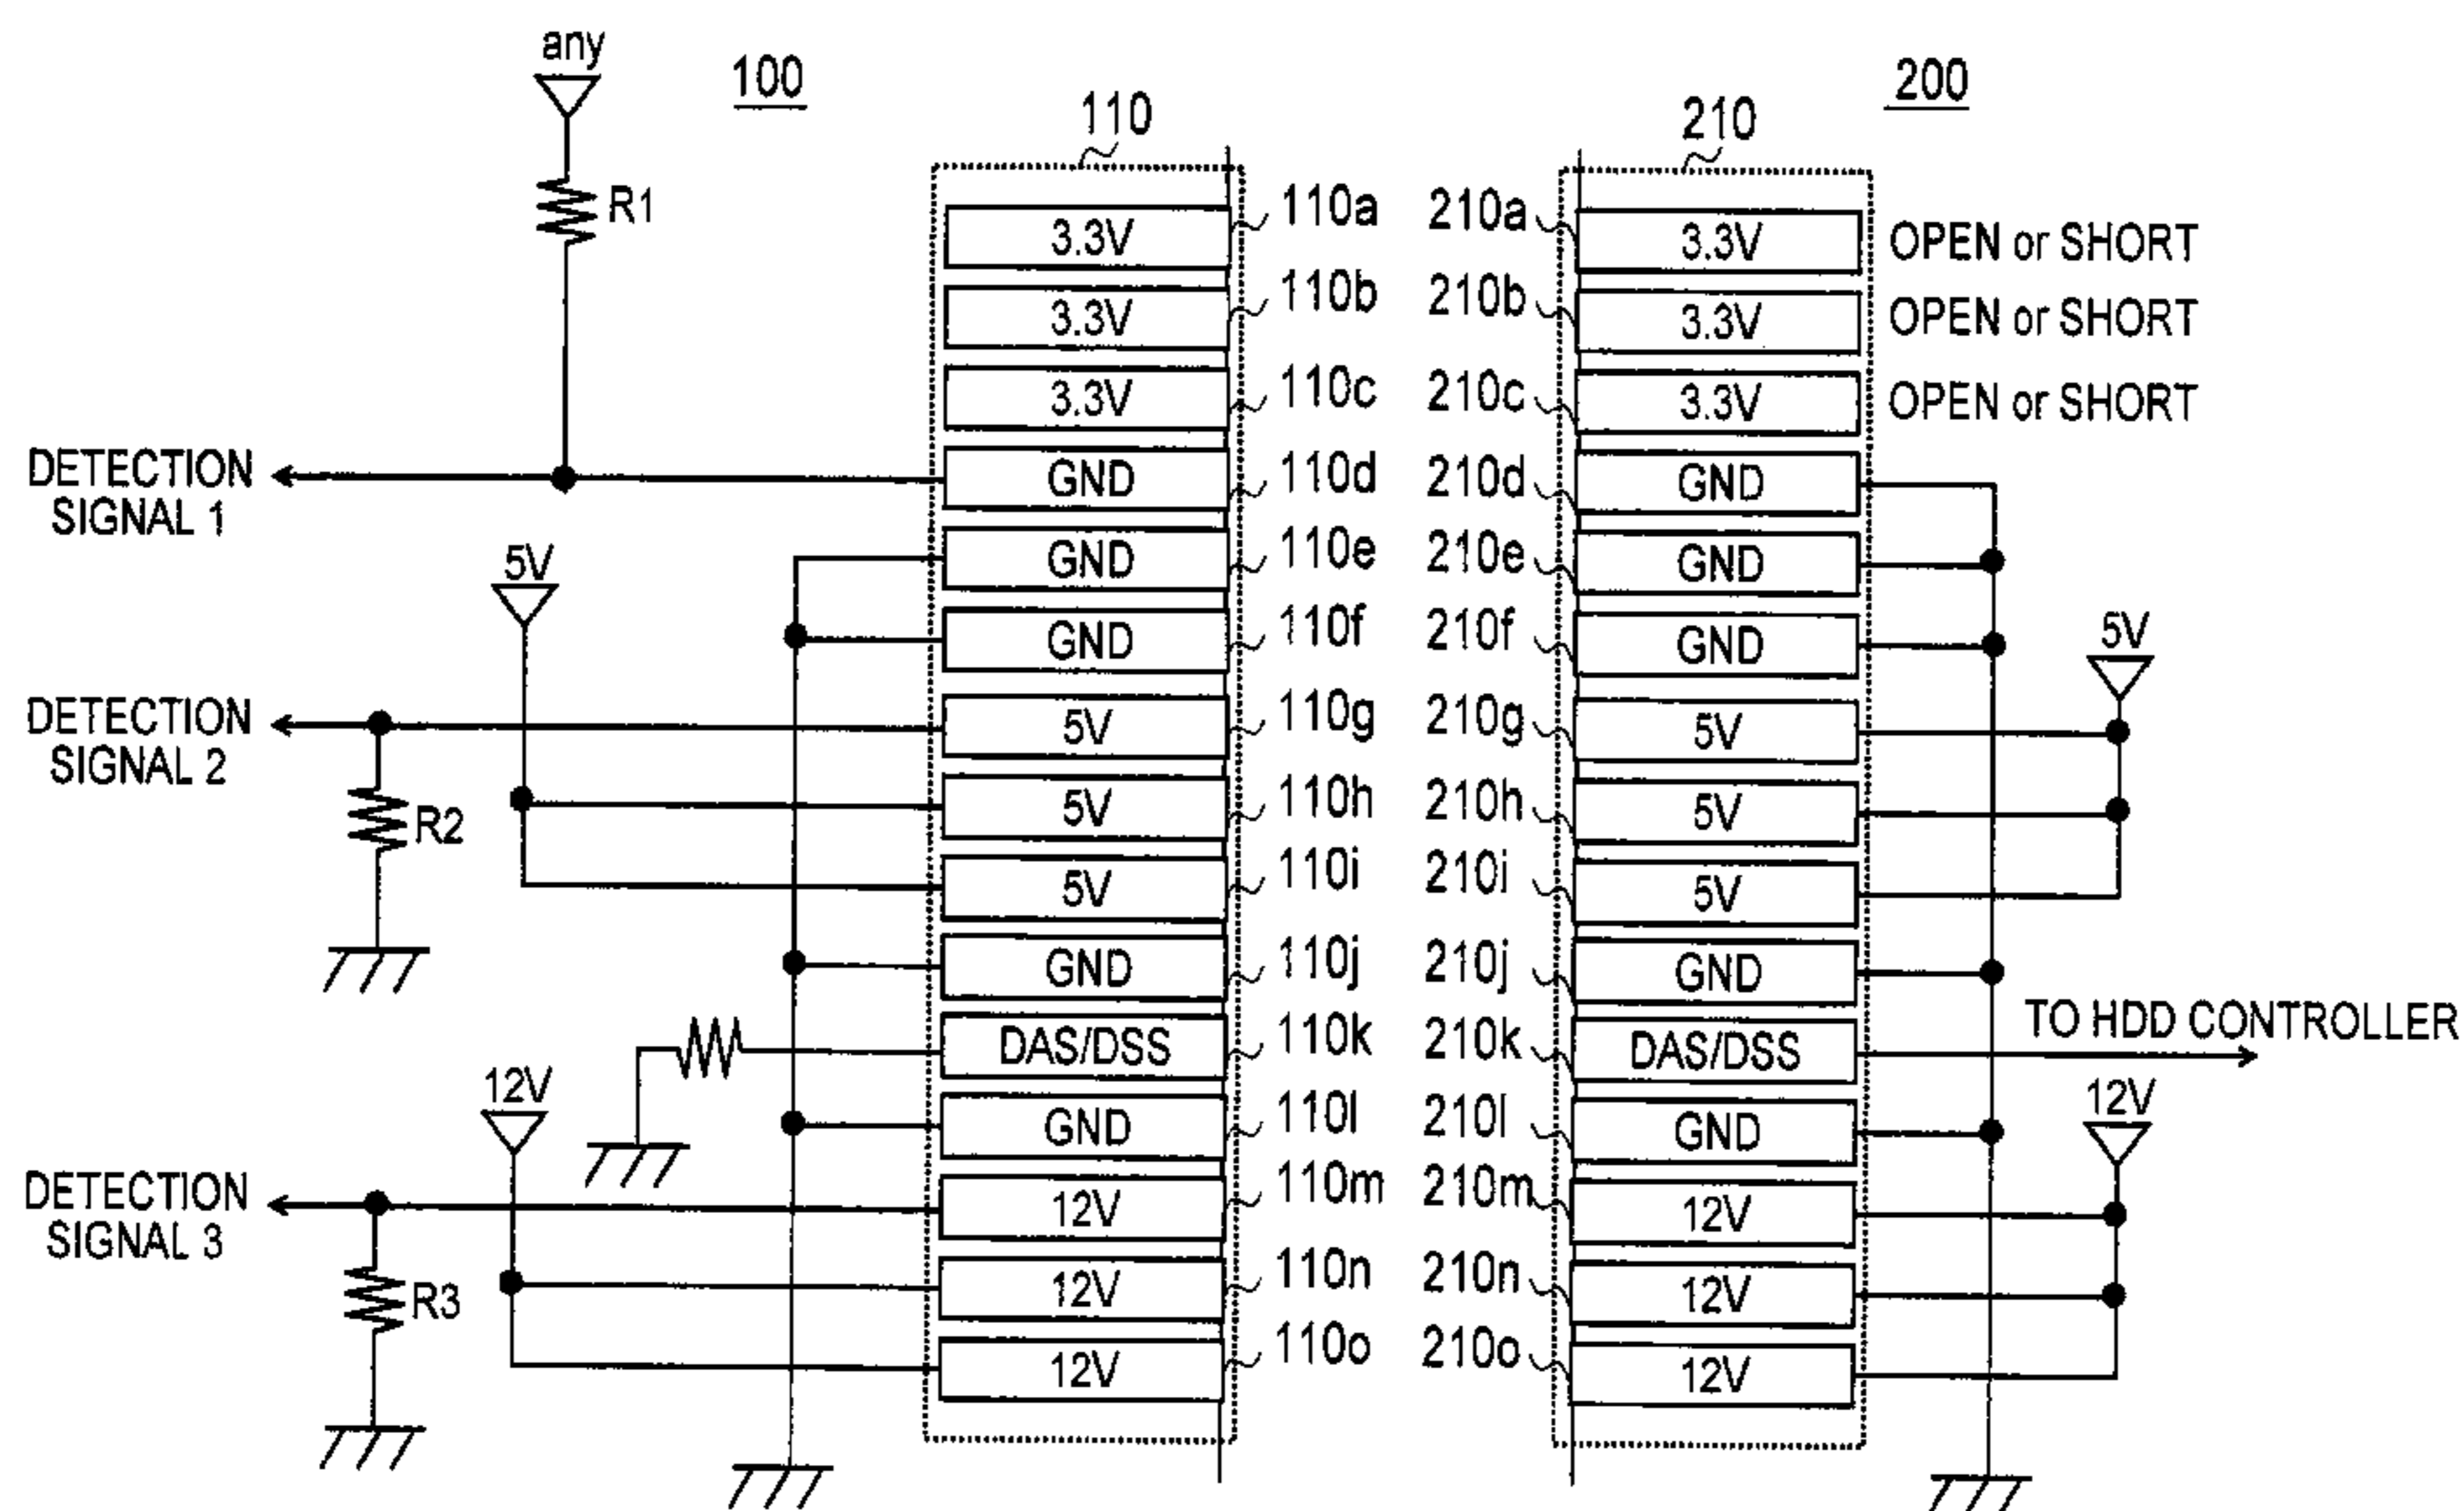 any
100
200
110
210
R1
3.3V 110a 210a 3.3V OPEN or SHORT
3.3V 110b 210b 3.3V OPEN or SHORT
3.3V 110c 210c 3.3V OPEN or SHORT
DETECTION
SIGNAL 1
GND 110d 210d GND
5V
GND 110e 210e GND
GND 110f 210f GND
5V
DETECTION
SIGNAL 2
5V 110g 210g 5V
R2
5V 110h 210h 5V
5V 110i 210i 5V
GND 110j 210j GND
TO HDD CONTROLLER
DAS/DSS 110k 210k DAS/DSS
12V
12V
GND 110l 210l GND
DETECTION
SIGNAL 3
12V 110m 210m 12V
R3
12V 110n 210n 12V
12V 110o 210o 12V